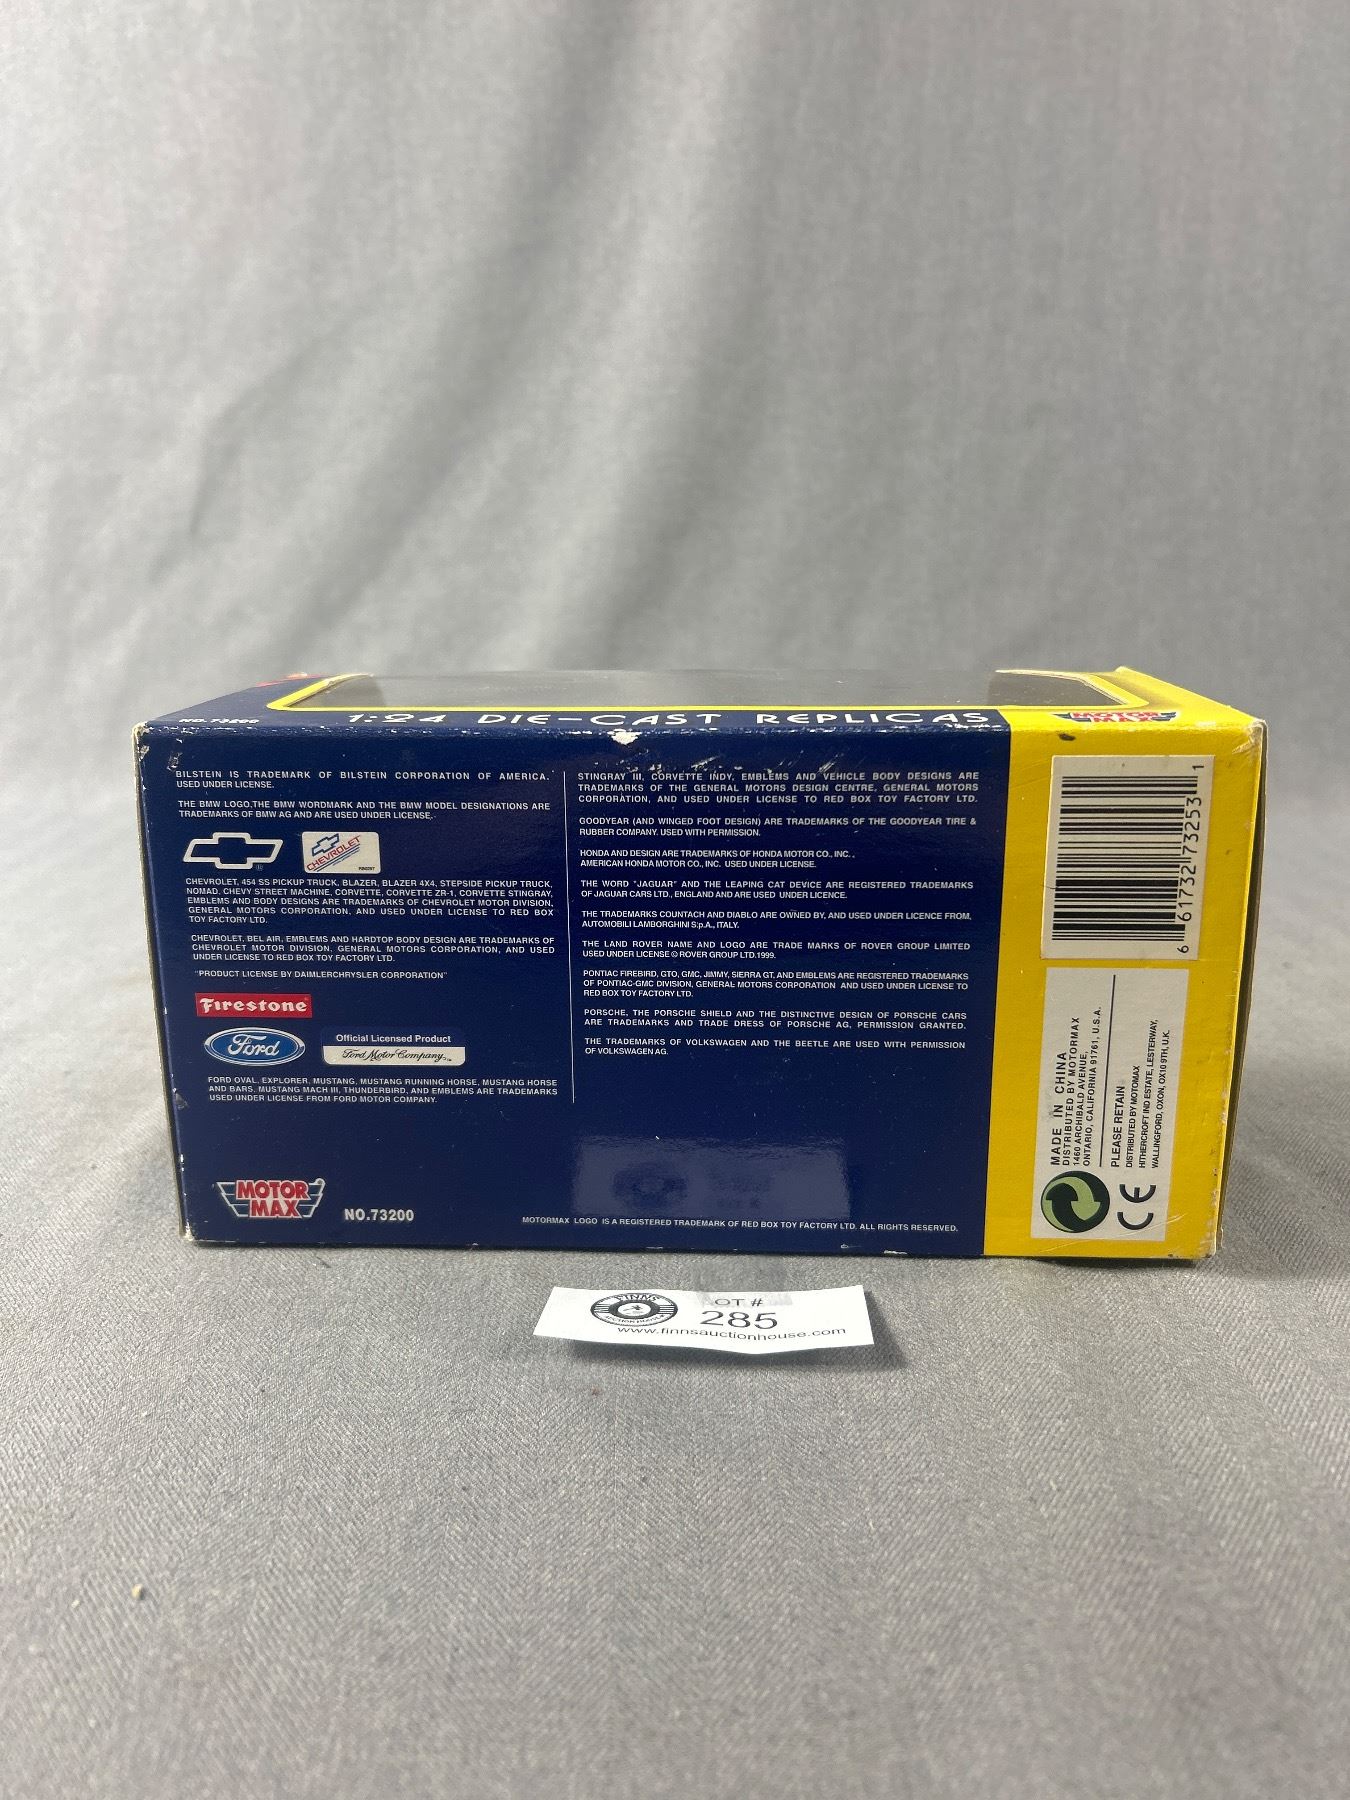 NO.73200
1:24 DIE-CAST REPLICAS
MOTOR
MAX
BILSTEIN IS TRADEMARK OF BILSTEIN CORPORATION OF AMERICA.
USED UNDER LICENSE.
THE BMW LOGO,THE BMW WORDMARK AND THE BMW MODEL DESIGNATIONS ARE
TRADEMARKS OF BMW AG AND ARE USED UNDER LICENSE,.
CHEVROLET
CHEVROLET, 454 SS PICKUP TRUCK, BLAZER, BLAZER 4X4, STEPSIDE PICKUP TRUCK,
NOMAD, CHEVY STREET MACHINE, CORVETTE, CORVETTE ZR-1, CORVETTE STINGRAY,
EMBLEMS AND BODY DESIGNS ARE TRADEMARKS OF CHEVROLET MOTOR DIVISION,
GENERAL MOTORS CORPORATION, AND USED UNDER LICENSE TO RED BOX
TOY FACTORY LTD.
CHEVROLET, BEL AIR, EMBLEMS AND HARDTOP BODY DESIGN ARE TRADEMARKS OF
CHEVROLET MOTOR DIVISION, GENERAL MOTORS CORPORATION, AND USED
UNDER LICENSE TO RED BOX TOY FACTORY LTD.
"PRODUCT LICENSE BY DAIMLERCHRYSLER CORPORATION"
Firestone
Ford
Official Licensed Product
Ford Motor Company
FORD OVAL, EXPLORER, MUSTANG, MUSTANG RUNNING HORSE, MUSTANG HORSE
AND BARS, MUSTANG MACH III, THUNDERBIRD, AND EMBLEMS ARE TRADEMARKS
USED UNDER LICENSE FROM FORD MOTOR COMPANY.
MOTOR
MAX
NO.73200
STINGRAY III, CORVETTE INDY, EMBLEMS AND VEHICLE BODY DESIGNS ARE
TRADEMARKS OF THE GENERAL MOTORS DESIGN CENTRE, GENERAL MOTORS
CORPORATION, AND USED UNDER LICENSE TO RED BOX TOY FACTORY LTD.
GOODYEAR (AND WINGED FOOT DESIGN) ARE TRADEMARKS OF THE GOODYEAR TIRE &
RUBBER COMPANY. USED WITH PERMISSION.
HONDA AND DESIGN ARE TRADEMARKS OF HONDA MOTOR CO., INC. ,
AMERICAN HONDA MOTOR CO., INC. USED UNDER LICENSE.
THE WORD "JAGUAR" AND THE LEAPING CAT DEVICE ARE REGISTERED TRADEMARKS
OF JAGUAR CARS LTD., ENGLAND AND ARE USED UNDER LICENCE.
THE TRADEMARKS COUNTACH AND DIABLO ARE OWNED BY, AND USED UNDER LICENCE FROM,
AUTOMOBILI LAMBORGHINI S:p.A., ITALY.
THE LAND ROVER NAME AND LOGO ARE TRADE MARKS OF ROVER GROUP LIMITED
USED UNDER LICENSE © ROVER GROUP LTD.1999.
PONTIAC FIREBIRD, GTO, GMC, JIMMY, SIERRA GT, AND EMBLEMS ARE REGISTERED TRADEMARKS
OF PONTIAC-GMC DIVISION, GENERAL MOTORS CORPORATION AND USED UNDER LICENSE TO
RED BOX TOY FACTORY LTD.
PORSCHE, THE PORSCHE SHIELD AND THE DISTINCTIVE DESIGN OF PORSCHE CARS
ARE TRADEMARKS AND TRADE DRESS OF PORSCHE AG, PERMISSION GRANTED.
THE TRADEMARKS OF VOLKSWAGEN AND THE BEETLE ARE USED WITH PERMISSION
OF VOLKSWAGEN AG.
MOTORMAX LOGO IS A REGISTERED TRADEMARK OF RED BOX TOY FACTORY LTD. ALL RIGHTS RESERVED.
6 61732 73253 1
MADE IN CHINA
DISTRIBUTED BY MOTORMAX
1460 ARCHIBALD AVENUE,
ONTARIO, CALIFORNIA 91761, U.S.A.
PLEASE RETAIN
DISTRIBUTED BY MOTOMAX
HITHERCROFT IND ESTATE, LESTERWAY,
WALLINGFORD, OXON, OX10 9TH, U.K.
CE
OT #
285
www.finnsauctionhouse.com